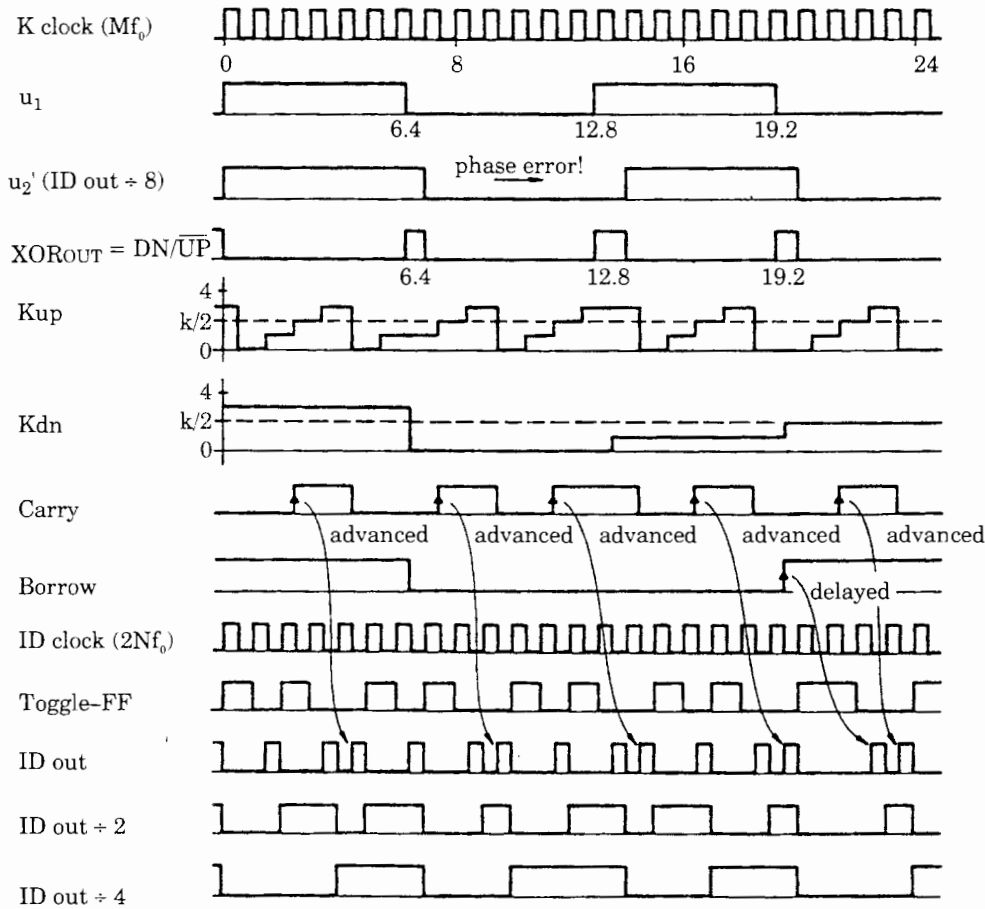 K clock (Mf₀)
0 8 16 24
u₁
6.4 12.8 19.2
u₂' (ID out ÷ 8)
phase error!
XOROUT = DN/U̅P̅
6.4 12.8 19.2
Kup
4
k/2
0
Kdn
4
k/2
0
Carry
advanced advanced advanced advanced advanced
Borrow
delayed
ID clock (2Nf₀)
Toggle-FF
ID out
ID out ÷ 2
ID out ÷ 4